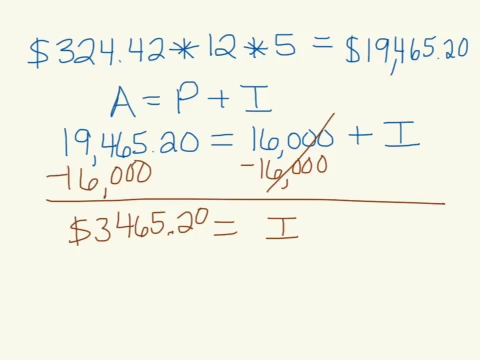 $324.42*12*5 = $19,465.20
A = P + I
19,465.20 = 16,000 + I
-16,000 -16,000
$3465.20 = I